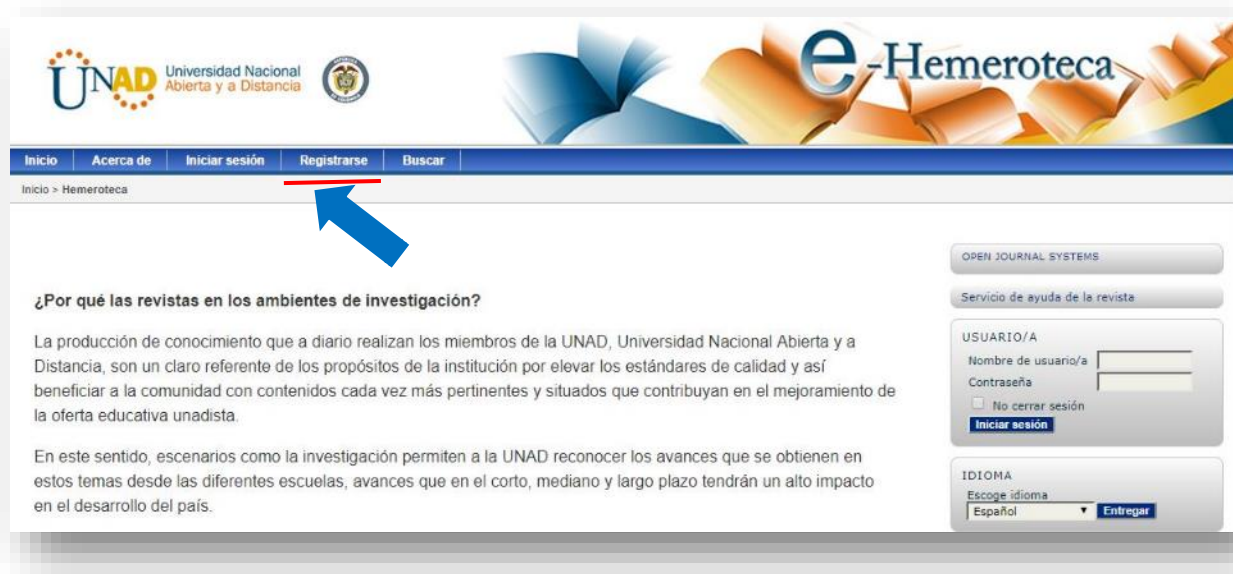 UNAD Universidad Nacional
Abierta y a Distancia
e-Hemeroteca
Inicio Acerca de Iniciar sesión Registrarse Buscar
Inicio > Hemeroteca
¿Por qué las revistas en los ambientes de investigación?
La producción de conocimiento que a diario realizan los miembros de la UNAD, Universidad Nacional Abierta y a
Distancia, son un claro referente de los propósitos de la institución por elevar los estándares de calidad y así
beneficiar a la comunidad con contenidos cada vez más pertinentes y situados que contribuyan en el mejoramiento de
la oferta educativa unadista.
En este sentido, escenarios como la investigación permiten a la UNAD reconocer los avances que se obtienen en
estos temas desde las diferentes escuelas, avances que en el corto, mediano y largo plazo tendrán un alto impacto
en el desarrollo del país.
OPEN JOURNAL SYSTEMS
Servicio de ayuda de la revista
USUARIO/A
Nombre de usuario/a
Contraseña
No cerrar sesión
Iniciar sesión
IDIOMA
Escoge idioma
Español Entregar